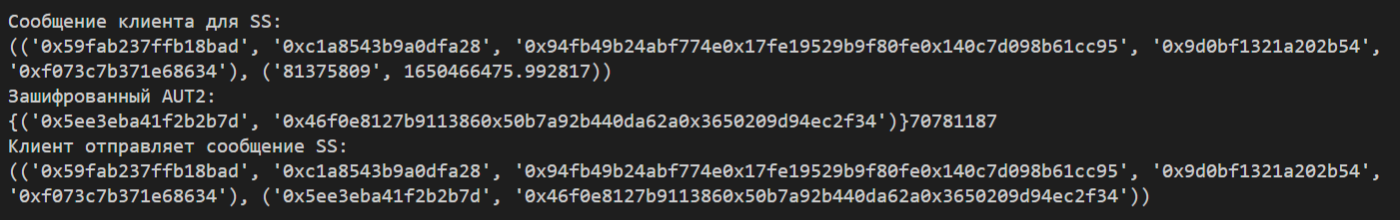 Сообщение клиента для SS:
(('0x59fab237ffb18bad', '0xc1a8543b9a0dfa28', '0x94fb49b24abf774e0x17fe19529b9f80fe0x140c7d098b61cc95', '0x9d0bf1321a202b54',
'0xf073c7b371e68634'), ('81375809', 1650466475.992817))
Зашифрованный AUT2:
{('0x5ee3eba41f2b2b7d', '0x46f0e8127b9113860x50b7a92b440da62a0x3650209d94ec2f34')}70781187
Клиент отправляет сообщение SS:
(('0x59fab237ffb18bad', '0xc1a8543b9a0dfa28', '0x94fb49b24abf774e0x17fe19529b9f80fe0x140c7d098b61cc95', '0x9d0bf1321a202b54',
'0xf073c7b371e68634'), ('0x5ee3eba41f2b2b7d', '0x46f0e8127b9113860x50b7a92b440da62a0x3650209d94ec2f34'))